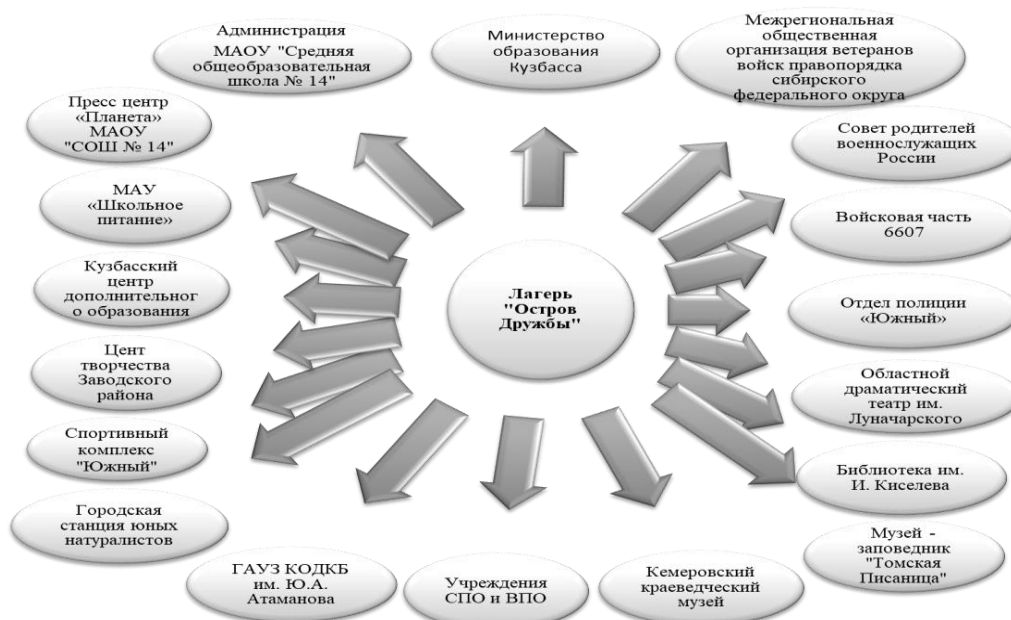 Администрация
МАОУ "Средняя
общеобразовательная
школа № 14"
Министерство
образования
Кузбасса
Межрегиональная
общественная
организация ветеранов
войск правопорядка
сибирского
федерального округа
Пресс центр
«Планета»
МАОУ
"СОШ № 14"
Совет родителей
военнослужащих
России
МАУ
«Школьное
питание»
Войсковая часть
6607
Кузбасский
центр
дополнительног
о образования
Лагерь
"Остров
Дружбы"
Отдел полиции
«Южный»
Цент
творчества
Заводского
района
Областной
драматический
театр им.
Луначарского
Спортивный
комплекс
"Южный"
Библиотека им.
И. Киселева
Городская
станция юных
натуралистов
Музей -
заповедник
"Томская
Писаница"
ГАУЗ КОДКБ
им. Ю.А.
Атаманова
Учреждения
СПО и ВПО
Кемеровский
краеведческий
музей